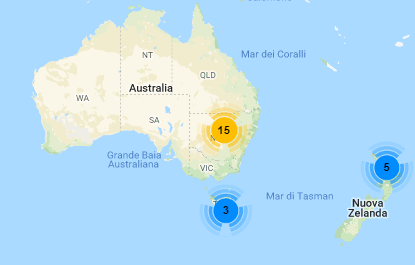 Mar dei Coralli
NT
QLD
Australia
WA
SA
15
N
VIC
Grande Baia
Australiana
5
Mar di Tasman
3
Nuova
Zelanda